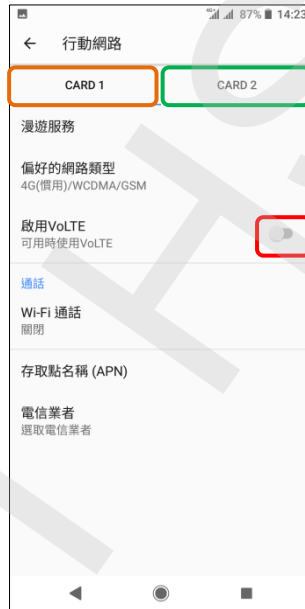 87% 14:23
行動網路
CARD 1 CARD 2
漫遊服務
偏好的網路類型
4G(慣用)/WCDMA/GSM
啟用VoLTE
可用時使用VoLTE
通話
Wi-Fi 通話
關閉
存取點名稱 (APN)
電信業者
選取電信業者